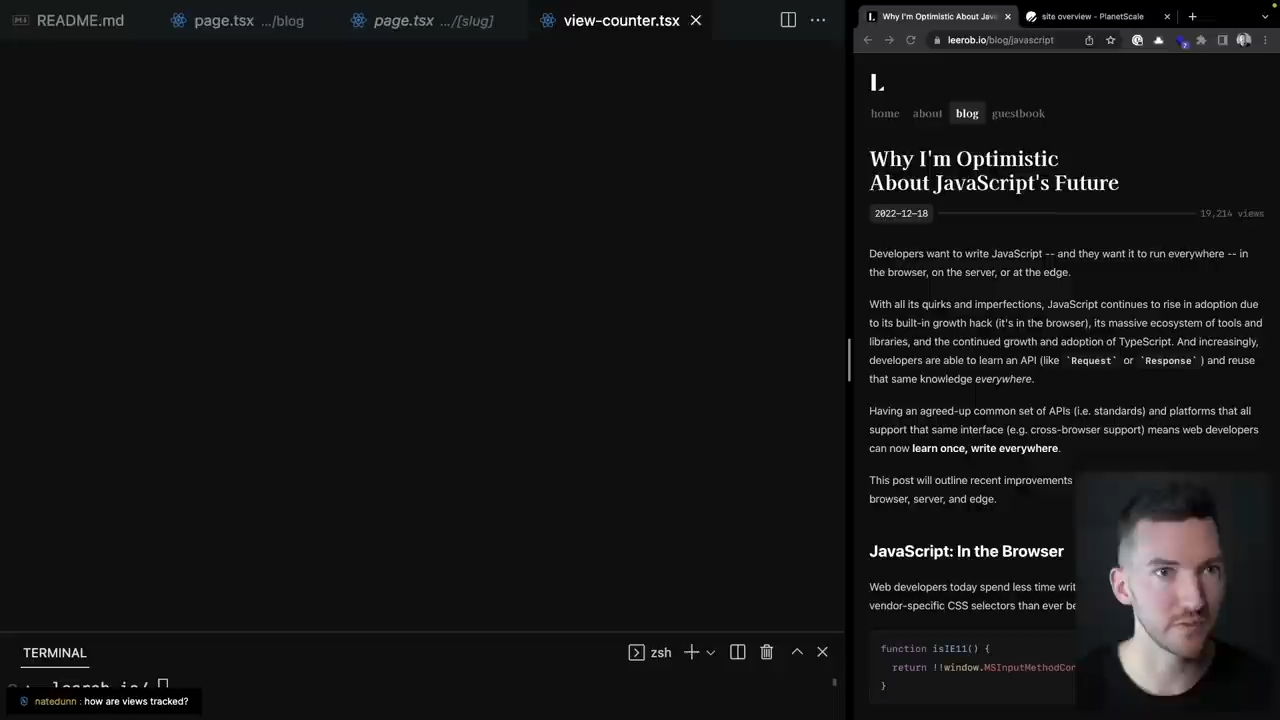 README.md
page.tsx .../blog
page.tsx .../[slug]
view-counter.tsx
TERMINAL
zsh
leerob.io/
natedunn : how are views tracked?
Why I'm Optimistic About Jav
site overview - PlanetScale
leerob.io/blog/javascript
7
L
home
about
blog
guestbook
Why I'm Optimistic
About JavaScript's Future
2022-12-18
19,214 views
Developers want to write JavaScript -- and they want it to run everywhere -- in
the browser, on the server, or at the edge.
With all its quirks and imperfections, JavaScript continues to rise in adoption due
to its built-in growth hack (it's in the browser), its massive ecosystem of tools and
libraries, and the continued growth and adoption of TypeScript. And increasingly,
developers are able to learn an API (like `Request` or `Response` ) and reuse
that same knowledge everywhere.
Having an agreed-up common set of APIs (i.e. standards) and platforms that all
support that same interface (e.g. cross-browser support) means web developers
can now learn once, write everywhere.
This post will outline recent improvements
browser, server, and edge.
JavaScript: In the Browser
Web developers today spend less time writ
vendor-specific CSS selectors than ever be
function isIE11() {
return !!window.MSInputMethodCon
}